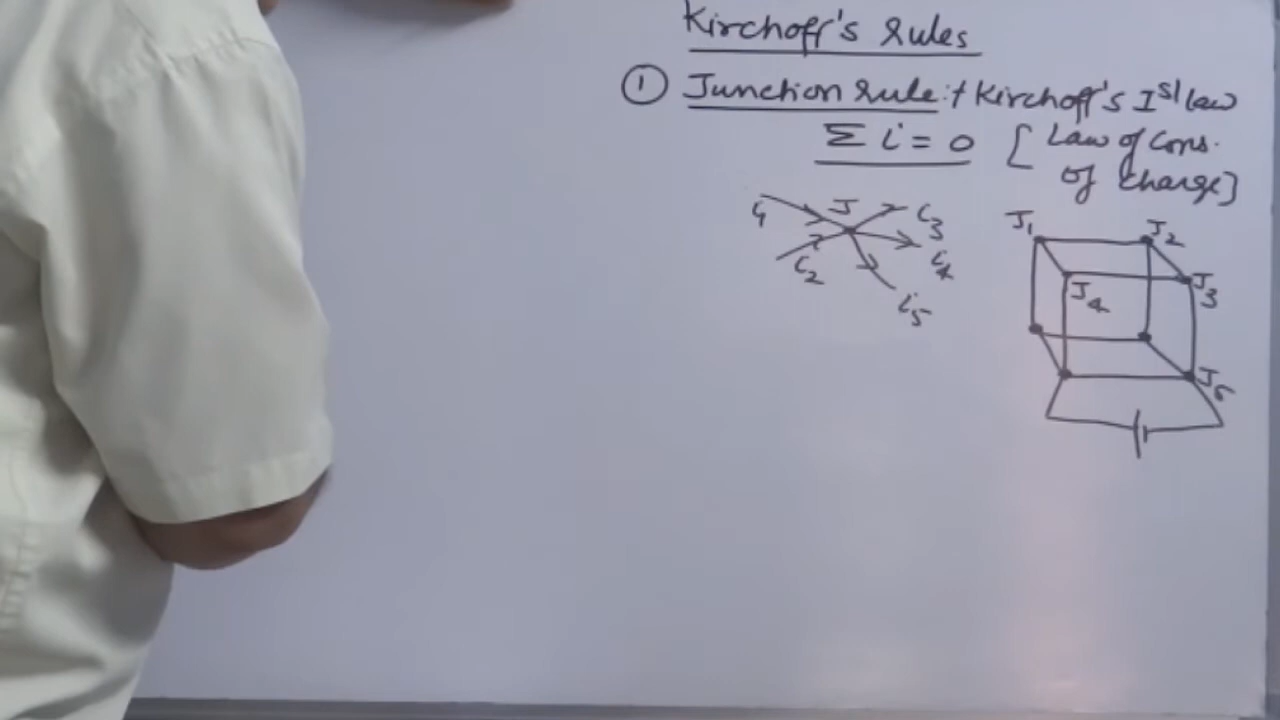 Kirchoff's Rules
① Junction rule :+ Kirchoff's Ist law
Σ i = 0 [ Law of Cons.
of charge]
i1 J i3
i2 i4
i5
J1 J2
J4 J3
J6